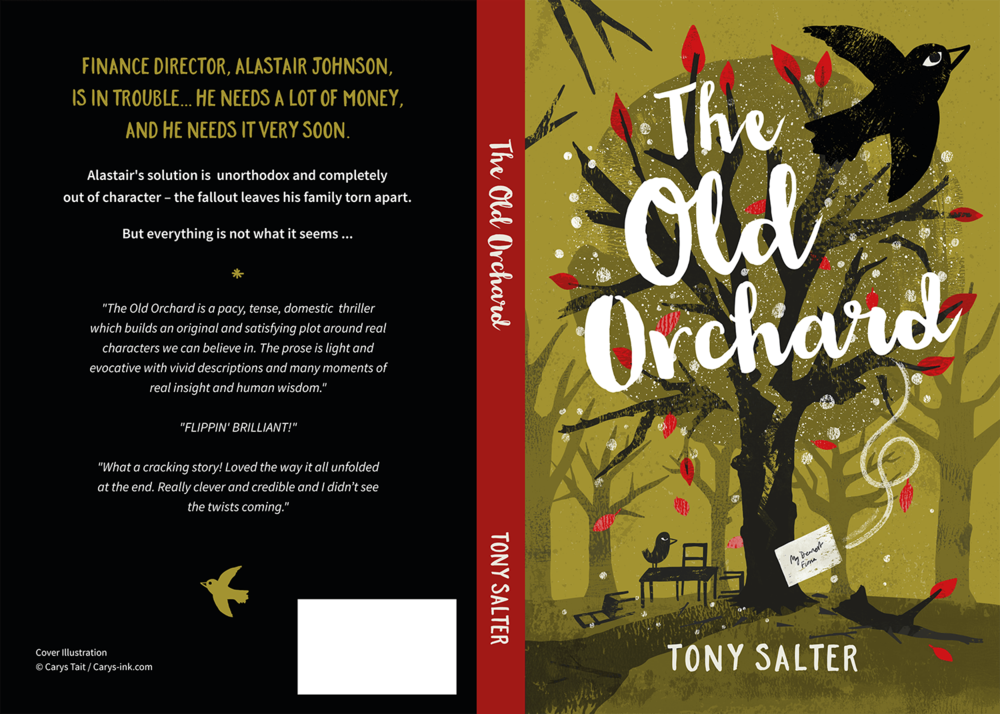 FINANCE DIRECTOR, ALASTAIR JOHNSON,
IS IN TROUBLE... HE NEEDS A LOT OF MONEY,
AND HE NEEDS IT VERY SOON.
Alastair's solution is unorthodox and completely
out of character – the fallout leaves his family torn apart.
But everything is not what it seems ...
"The Old Orchard is a pacy, tense, domestic thriller
which builds an original and satisfying plot around real
characters we can believe in. The prose is light and
evocative with vivid descriptions and many moments of
real insight and human wisdom."
"FLIPPIN' BRILLIANT!"
"What a cracking story! Loved the way it all unfolded
at the end. Really clever and credible and I didn't see
the twists coming."
Cover Illustration
© Carys Tait / Carys-ink.com
The Old Orchard
TONY SALTER
The
Old
Orchard
My Dearest
Fiona
TONY SALTER